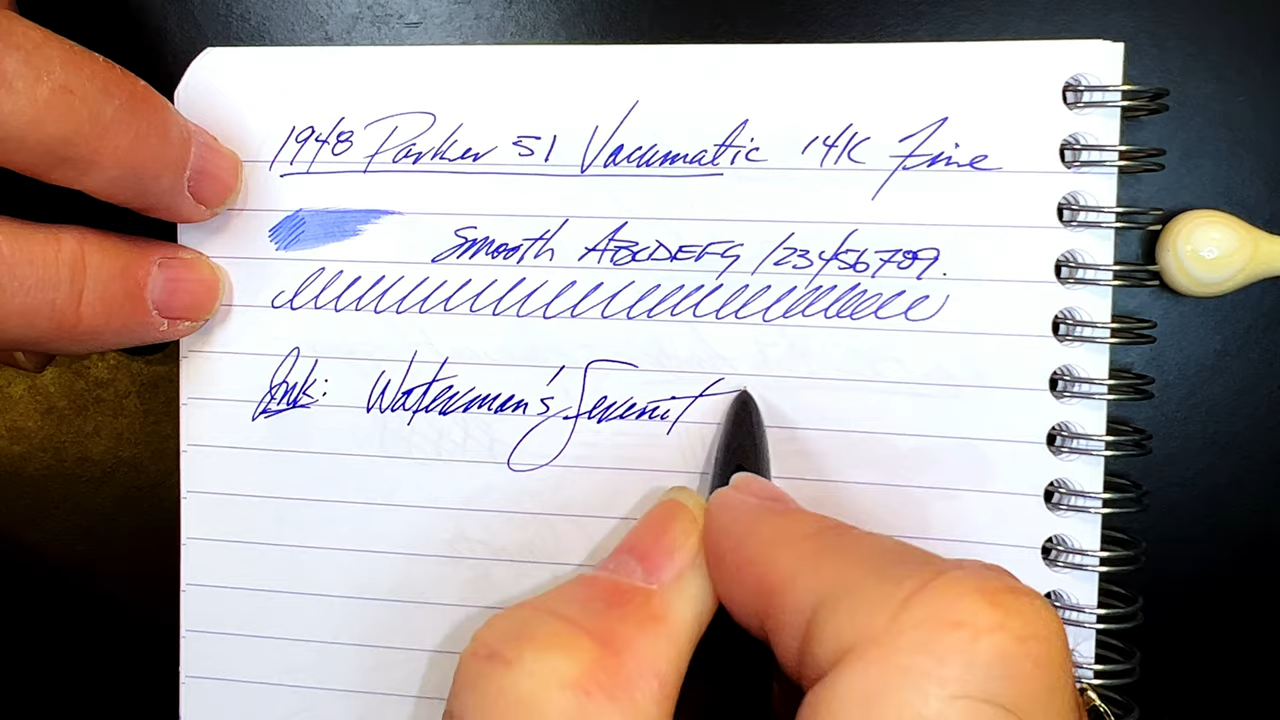 1948 Parker 51 Vacumatic 14K Fine
Smooth ABCDEFG 123456789.
Ink: Waterman's Serenit